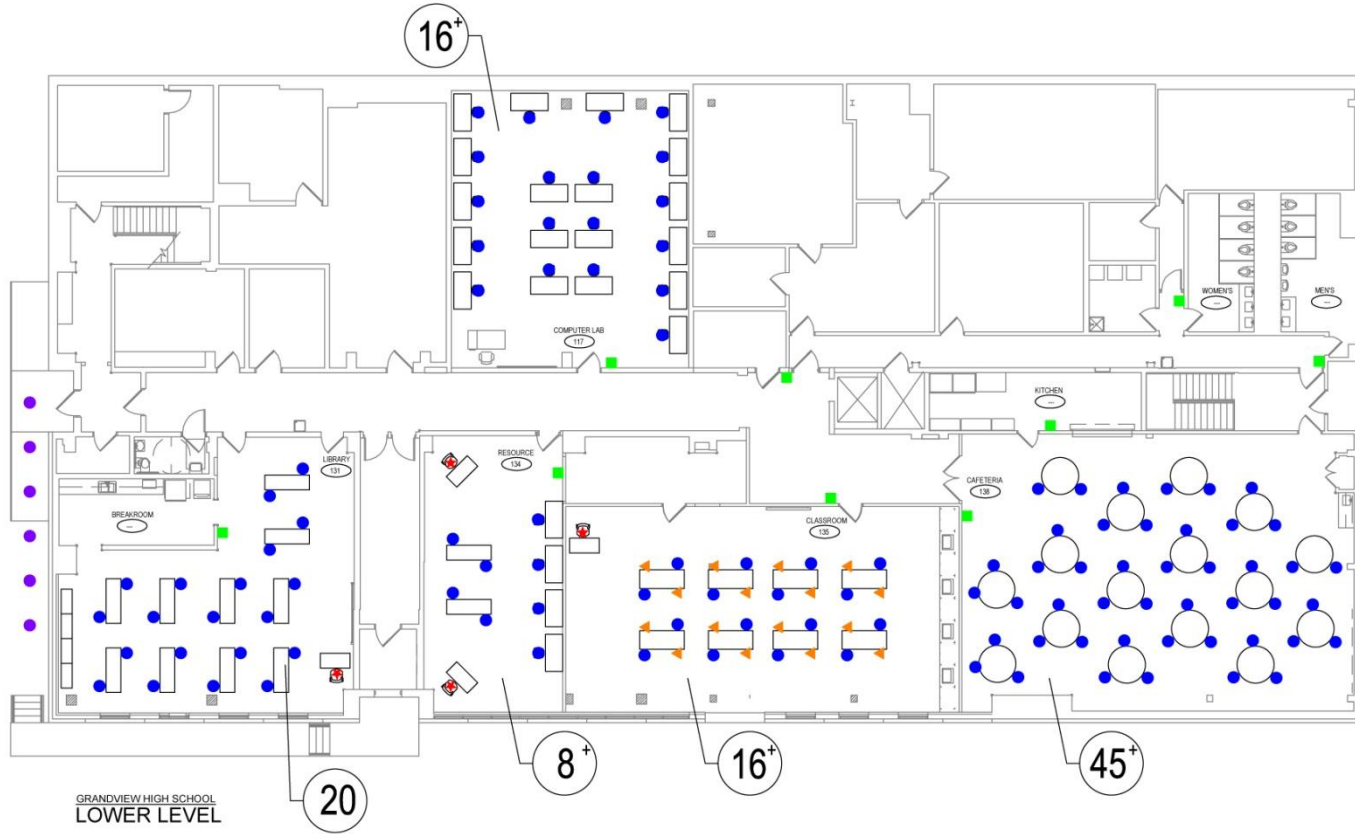 16+
COMPUTER LAB
117
WOMEN'S
MEN'S
KITCHEN
LIBRARY
131
RESOURCE
134
CAFETERIA
138
BREAKROOM
CLASSROOM
135
8+
16+
45+
20
GRANDVIEW HIGH SCHOOL
LOWER LEVEL